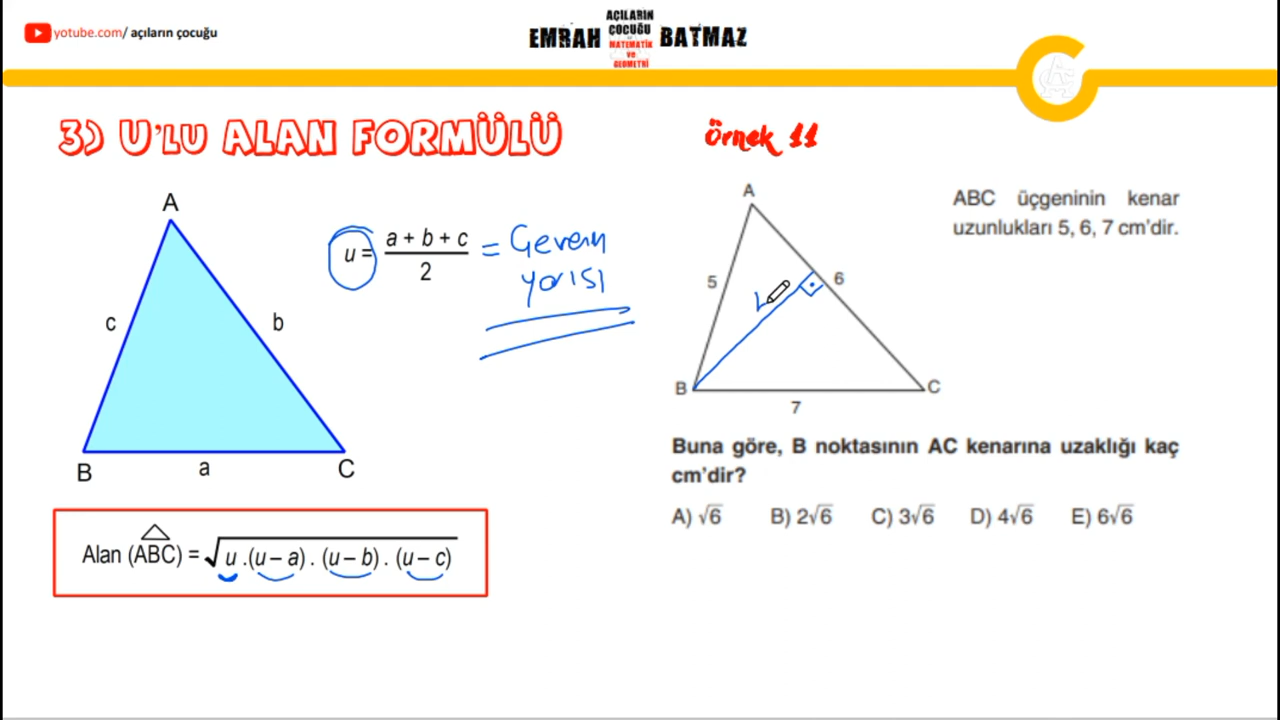 yotube.com/ açıların çocuğu
EMRAH AÇILARIN ÇOCUĞU MATEMATİK ve GEOMETRİ BATMAZ
3) U'LU ALAN FORMÜLÜ
A
c
b
B
a
C
u = a + b + c / 2 = Çevrenin
yarısı
Alan (ABC) = √u .(u – a) . (u – b) . (u – c)
Örnek 11
ABC üçgeninin kenar
uzunlukları 5, 6, 7 cm'dir.
A
5
6
B
C
7
Buna göre, B noktasının AC kenarına uzaklığı kaç
cm'dir?
A) √6 B) 2√6 C) 3√6 D) 4√6 E) 6√6